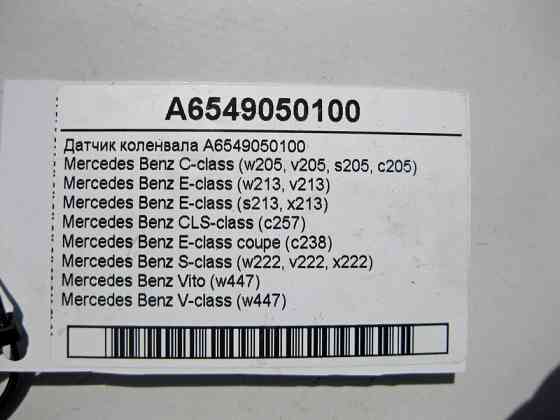 A6549050100
Датчик коленвала A6549050100
Mercedes Benz C-class (w205, v205, s205, c205)
Mercedes Benz E-class (w213, v213)
Mercedes Benz E-class (s213, x213)
Mercedes Benz CLS-class (c257)
Mercedes Benz E-class coupe (c238)
Mercedes Benz S-class (w222, v222, x222)
Mercedes Benz Vito (w447)
Mercedes Benz V-class (w447)